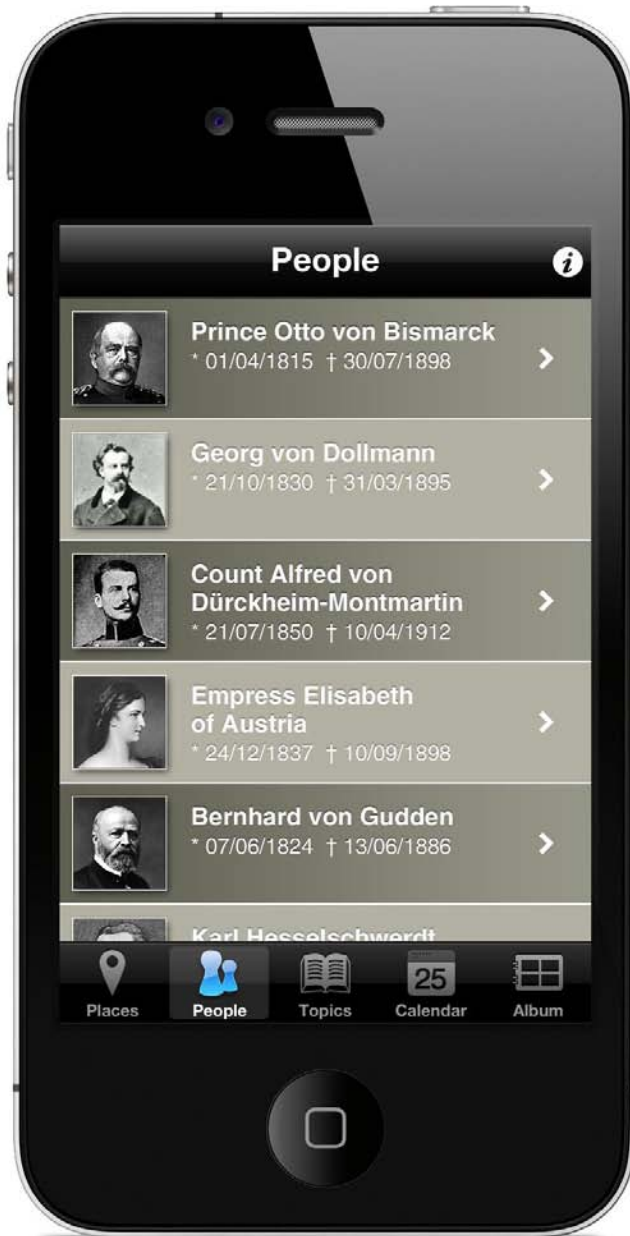 People
i
Prince Otto von Bismarck
* 01/04/1815 † 30/07/1898
Georg von Dollmann
* 21/10/1830 † 31/03/1895
Count Alfred von
Dürckheim-Montmartin
* 21/07/1850 † 10/04/1912
Empress Elisabeth
of Austria
* 24/12/1837 † 10/09/1898
Bernhard von Gudden
* 07/06/1824 † 13/06/1886
Karl Hesselschwerdt
25
Places People Topics Calendar Album